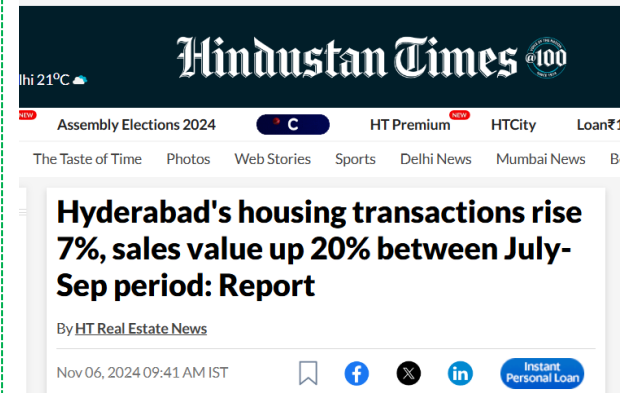 Hindustan Times @100
lhi 21°C
NEW
Assembly Elections 2024
C
HT Premium NEW
HTCity
Loan₹1
The Taste of Time Photos Web Stories Sports Delhi News Mumbai News B
Hyderabad's housing transactions rise
7%, sales value up 20% between July-
Sep period: Report
By HT Real Estate News
Nov 06, 2024 09:41 AM IST
Instant
Personal Loan